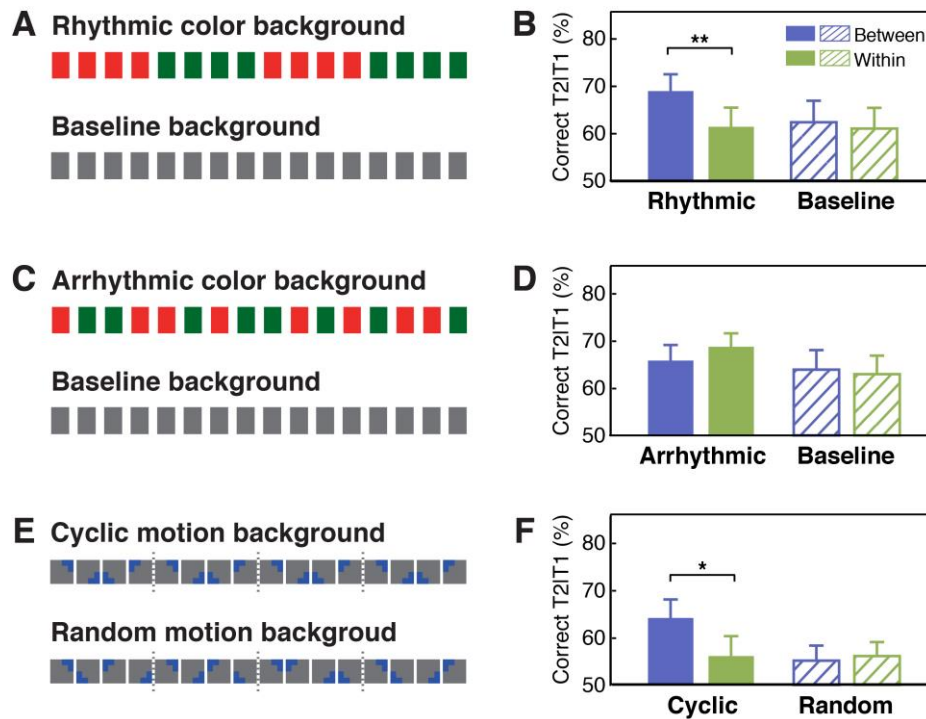 A
Rhythmic color background
Baseline background
B
Correct T2|T1 (%)
80
70
60
50
**
Between
Within
Rhythmic
Baseline
C
Arrhythmic color background
Baseline background
D
Correct T2|T1 (%)
80
70
60
50
Arrhythmic
Baseline
E
Cyclic motion background
Random motion backgroud
F
Correct T2|T1 (%)
80
70
60
50
*
Cyclic
Random